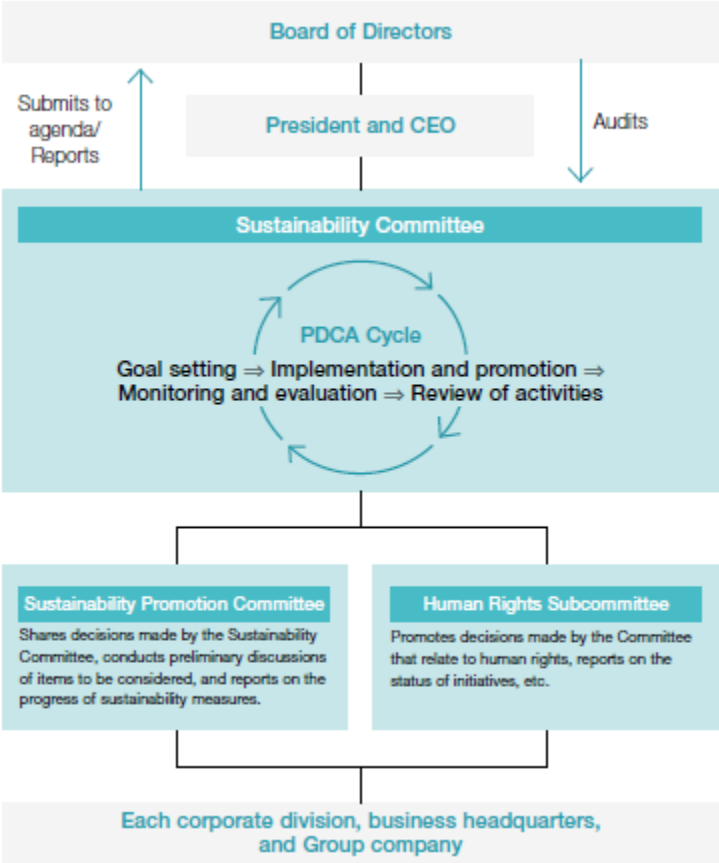 Board of Directors
Submits to
agenda/
Reports
President and CEO
Audits
Sustainability Committee
PDCA Cycle
Goal setting ⇒ Implementation and promotion ⇒
Monitoring and evaluation ⇒ Review of activities
Sustainability Promotion Committee
Shares decisions made by the Sustainability
Committee, conducts preliminary discussions
of items to be considered, and reports on the
progress of sustainability measures.
Human Rights Subcommittee
Promotes decisions made by the Committee
that relate to human rights, reports on the
status of initiatives, etc.
Each corporate division, business headquarters,
and Group company